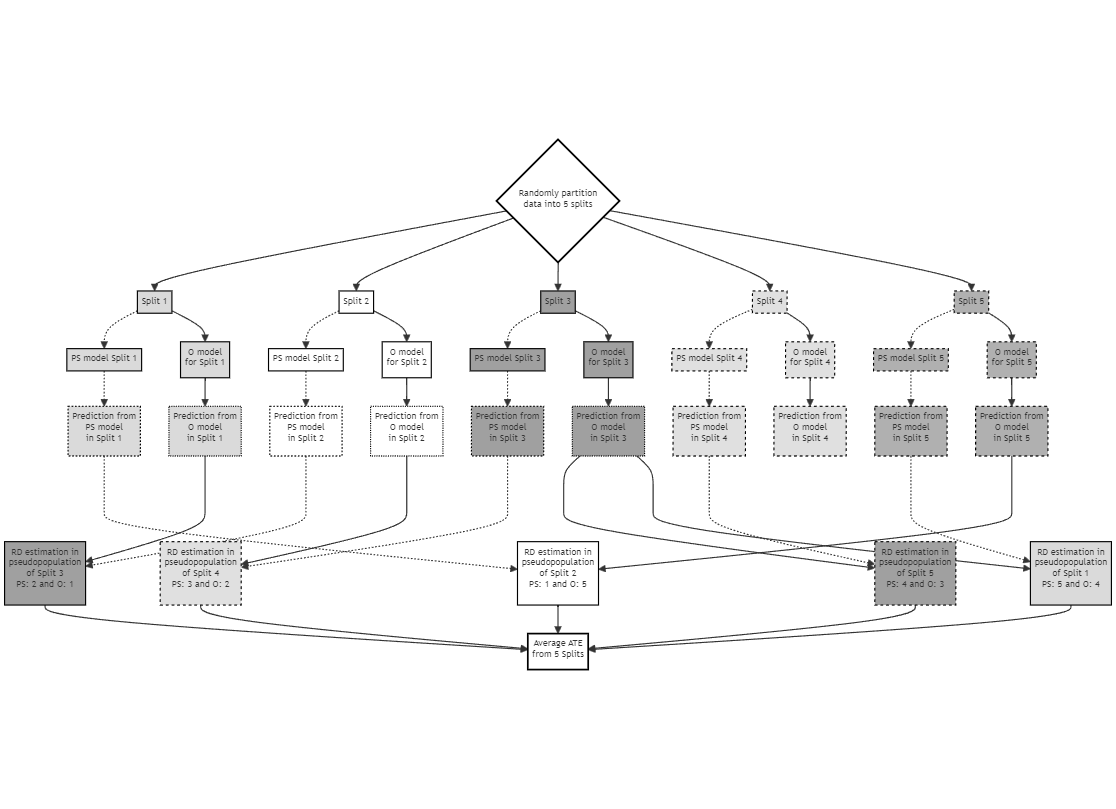 Randomly partition
data into 5 splits
Split 1
Split 2
Split 3
Split 4
Split 5
PS model Split 1
O model
for Split 1
PS model Split 2
O model
for Split 2
PS model Split 3
O model
for Split 3
PS model Split 4
O model
for Split 4
PS model Split 5
O model
for Split 5
Prediction from
PS model
in Split 1
Prediction from
O model
in Split 1
Prediction from
PS model
in Split 2
Prediction from
O model
in Split 2
Prediction from
PS model
in Split 3
Prediction from
O model
in Split 3
Prediction from
PS model
in Split 4
Prediction from
O model
in Split 4
Prediction from
PS model
in Split 5
Prediction from
O model
in Split 5
RD estimation in
pseudopopulation
of Split 3
PS: 2 and O: 1
RD estimation in
pseudopopulation
of Split 4
PS: 3 and O: 2
RD estimation in
pseudopopulation
of Split 2
PS: 1 and O: 5
RD estimation in
pseudopopulation
of Split 5
PS: 4 and O: 3
RD estimation in
pseudopopulation
of Split 1
PS: 5 and O: 4
Average ATE
from 5 Splits